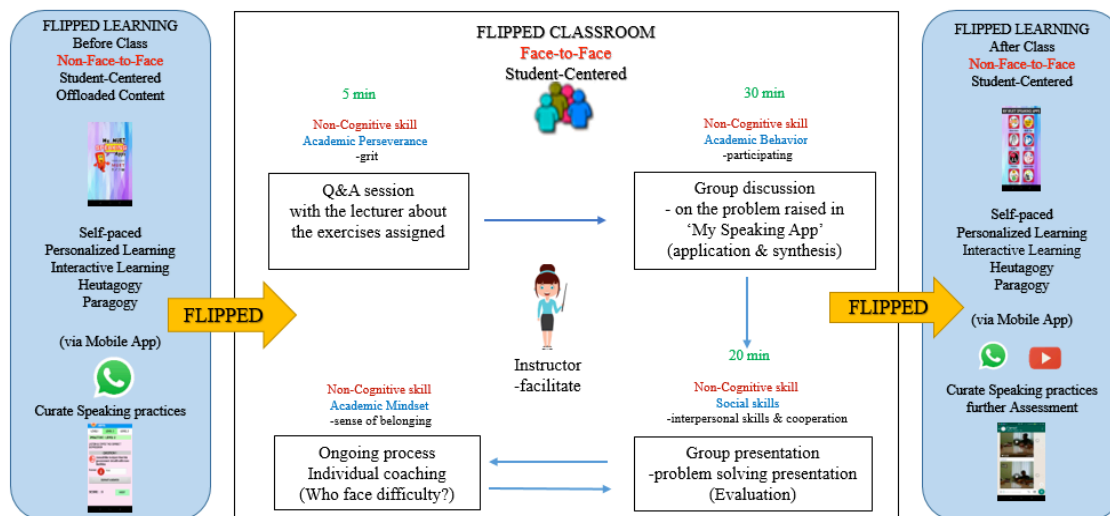 FLIPPED LEARNING
Before Class
Non-Face-to-Face
Student-Centered
Offloaded Content
Self-paced
Personalized Learning
Interactive Learning
Heutagogy
Paragogy
(via Mobile App)
Curate Speaking practices
FLIPPED
FLIPPED CLASSROOM
Face-to-Face
Student-Centered
5 min
Non-Cognitive skill
Academic Perseverance
-grit
Q&A session
with the lecturer about
the exercises assigned
30 min
Non-Cognitive skill
Academic Behavior
-participating
Group discussion
- on the problem raised in
‘My Speaking App’
(application & synthesis)
Instructor
-facilitate
20 min
Non-Cognitive skill
Social skills
-interpersonal skills & cooperation
Group presentation
-problem solving presentation
(Evaluation)
Non-Cognitive skill
Academic Mindset
-sense of belonging
Ongoing process
Individual coaching
(Who face difficulty?)
FLIPPED
FLIPPED LEARNING
After Class
Non-Face-to-Face
Student-Centered
Self-paced
Personalized Learning
Interactive Learning
Heutagogy
Paragogy
(via Mobile App)
Curate Speaking practices
further Assessment